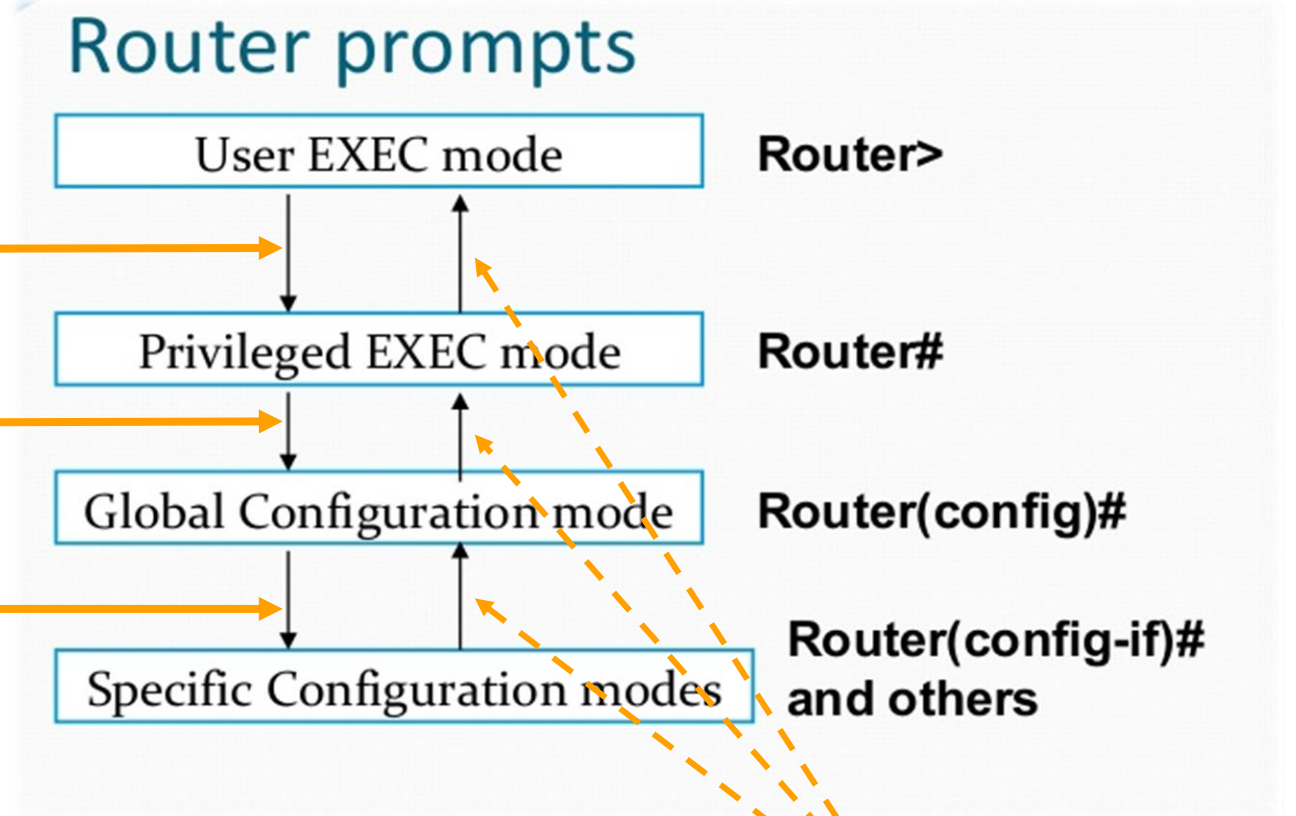 Router prompts
User EXEC mode
Router>
Privileged EXEC mode
Router#
Global Configuration mode
Router(config)#
Specific Configuration modes
Router(config-if)#
and others